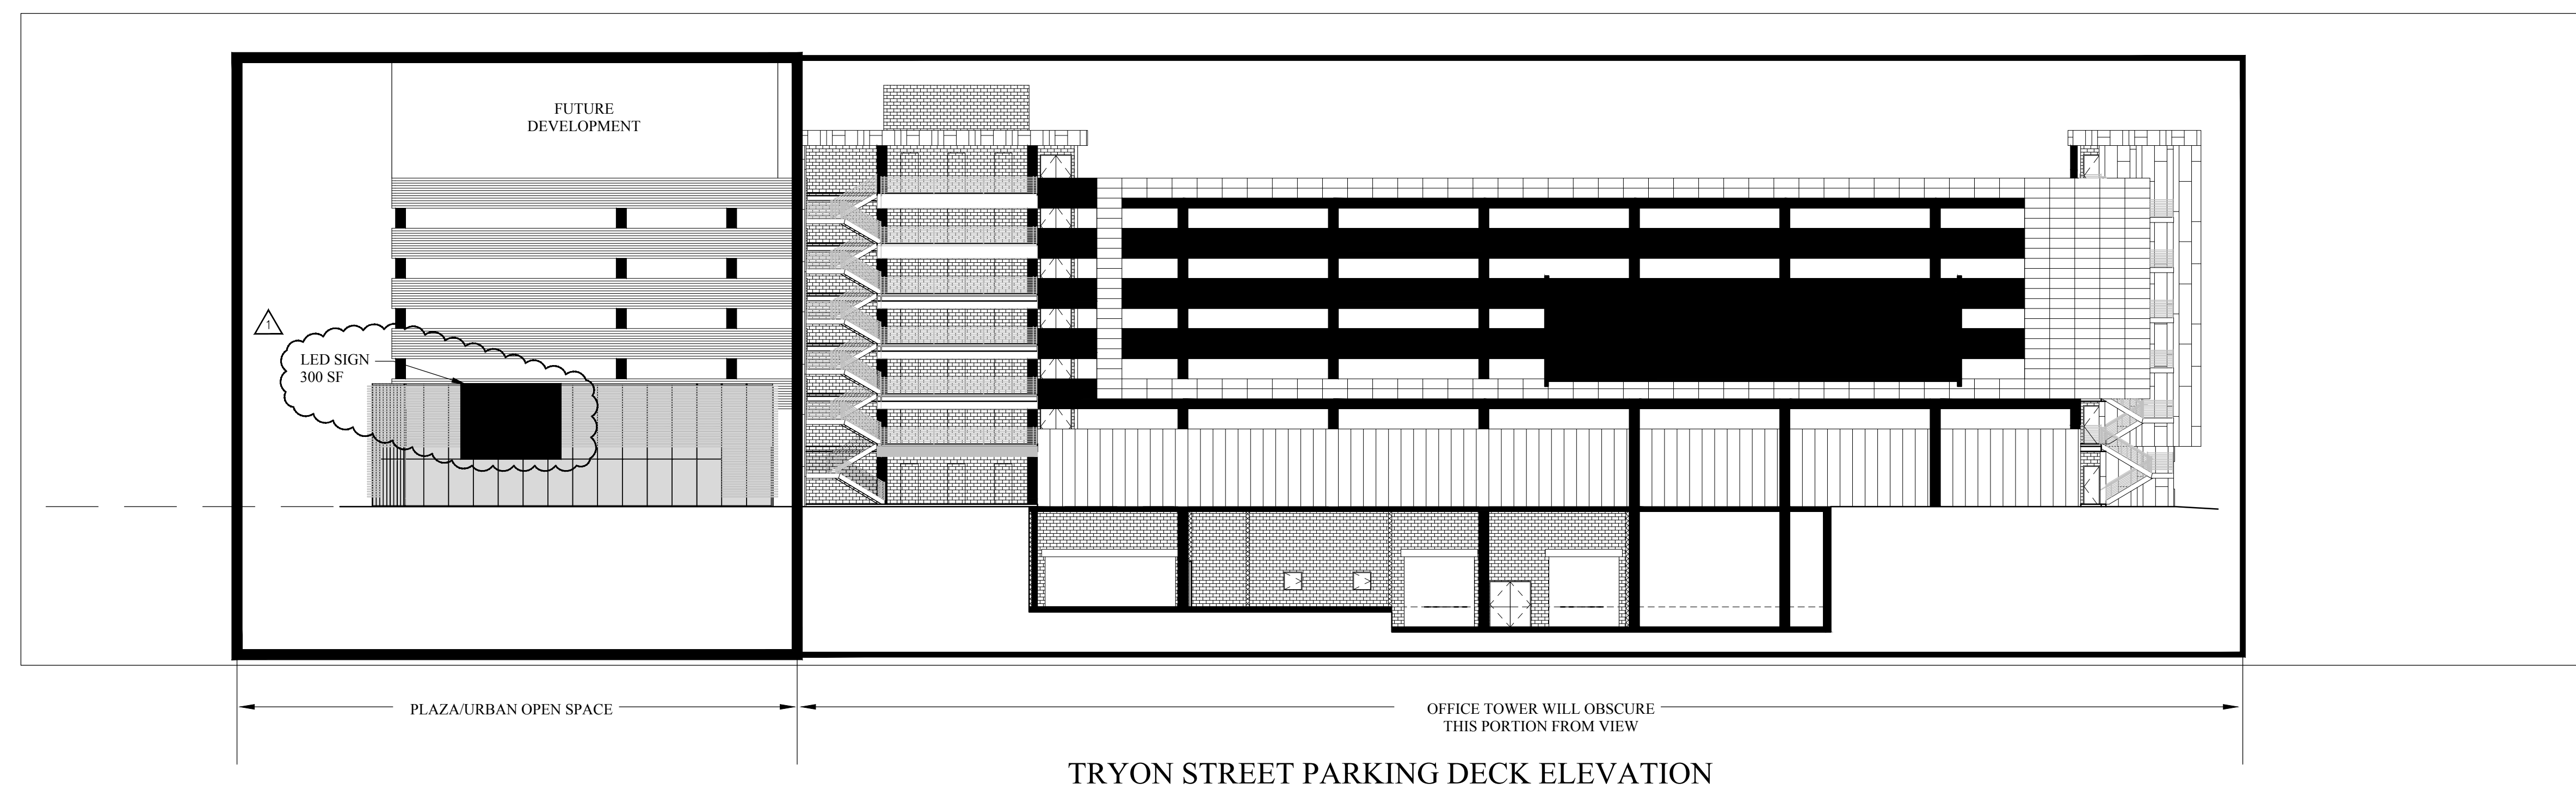 FUTURE
DEVELOPMENT
1
LED SIGN
300 SF
PLAZA/URBAN OPEN SPACE
OFFICE TOWER WILL OBSCURE
THIS PORTION FROM VIEW
TRYON STREET PARKING DECK ELEVATION